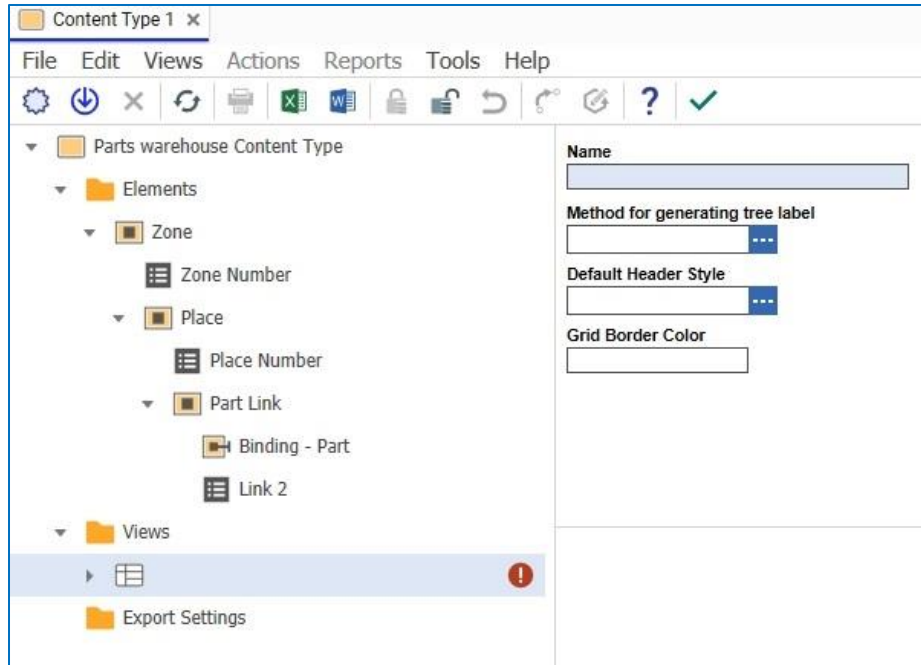 Content Type 1
File Edit Views Actions Reports Tools Help
Parts warehouse Content Type
Elements
Zone
Zone Number
Place
Place Number
Part Link
Binding - Part
Link 2
Views
Export Settings
Name
Method for generating tree label
Default Header Style
Grid Border Color